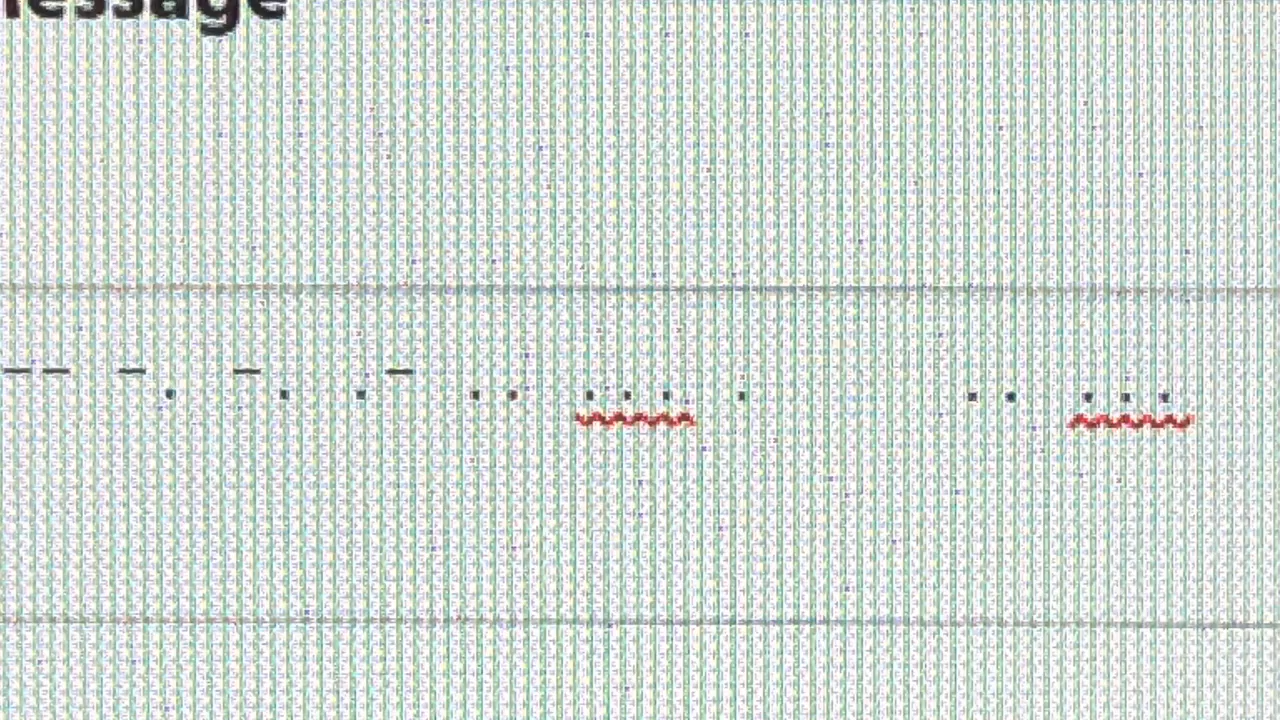 essage
_ _ _. _. ._ .. ... . .. ...